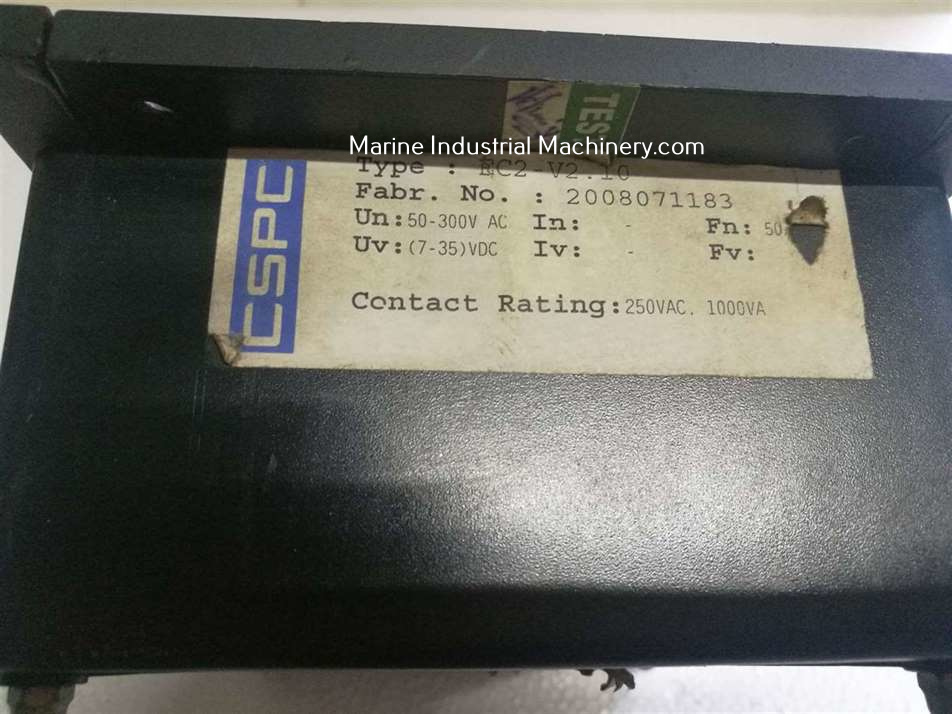 TES
Marine Industrial Machinery.com
CSPC
Type : EC2-V2.10
Fabr. No. : 2008071183
Un:50-300V AC In: - Fn: 50
Uv:(7-35)VDC Iv: - Fv:
Contact Rating:250VAC. 1000VA